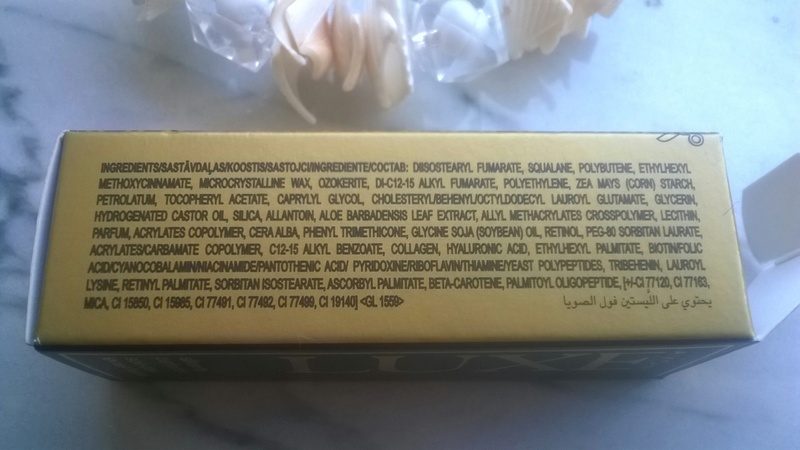 INGREDIENTS/SASTĀVDAĻAS/KOOSTIS/SASTOJCI/INGREDIENTE/СОСТАВ: DIISOSTEARYL FUMARATE, SQUALANE, POLYBUTENE, ETHYLHEXYL
METHOXYCINNAMATE, MICROCRYSTALLINE WAX, OZOKERITE, DI-C12-15 ALKYL FUMARATE, POLYETHYLENE, ZEA MAYS (CORN) STARCH,
PETROLATUM, TOCOPHERYL ACETATE, CAPRYLYL GLYCOL, CHOLESTERYL/BEHENYL/OCTYLDODECYL LAUROYL GLUTAMATE, GLYCERIN,
HYDROGENATED CASTOR OIL, SILICA, ALLANTOIN, ALOE BARBADENSIS LEAF EXTRACT, ALLYL METHACRYLATES CROSSPOLYMER, LECITHIN,
PARFUM, ACRYLATES COPOLYMER, CERA ALBA, PHENYL TRIMETHICONE, GLYCINE SOJA (SOYBEAN) OIL, RETINOL, PEG-80 SORBITAN LAURATE,
ACRYLATES/CARBAMATE COPOLYMER, C12-15 ALKYL BENZOATE, COLLAGEN, HYALURONIC ACID, ETHYLHEXYL PALMITATE, BIOTIN/FOLIC
ACID/CYANOCOBALAMIN/NIACINAMIDE/PANTOTHENIC ACID/ PYRIDOXINE/RIBOFLAVIN/THIAMINE/YEAST POLYPEPTIDES, TRIBEHENIN, LAUROYL
LYSINE, RETINYL PALMITATE, SORBITAN ISOSTEARATE, ASCORBYL PALMITATE, BETA-CAROTENE, PALMITOYL OLIGOPEPTIDE, [+/-CI 77120, CI 77163,
MICA, CI 15850, CI 15985, CI 77491, CI 77492, CI 77499, CI 19140] <GL 1559> يحتوي على اللّيستين فول الصويا
LUXE